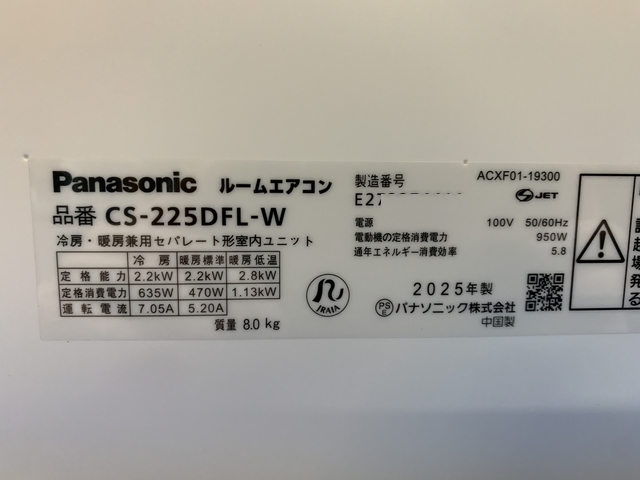 Panasonic ルームエアコン
品番 CS-225DFL-W
冷房・暖房兼用セパレート形室内ユニット
冷 房 暖房標準 暖房低温
定格能力 2.2kW 2.2kW 2.8kW
定格消費電力 635W 470W 1.13kW
運転電流 7.05A 5.20A
質量 8.0kg
IRAJA
製造番号
ACXF01-19300
JET
電源 100V 50/60Hz
電動機の定格消費電力 950W
通年エネルギー消費効率 5.8
2025年製
PS
E
パナソニック株式会社
中国製